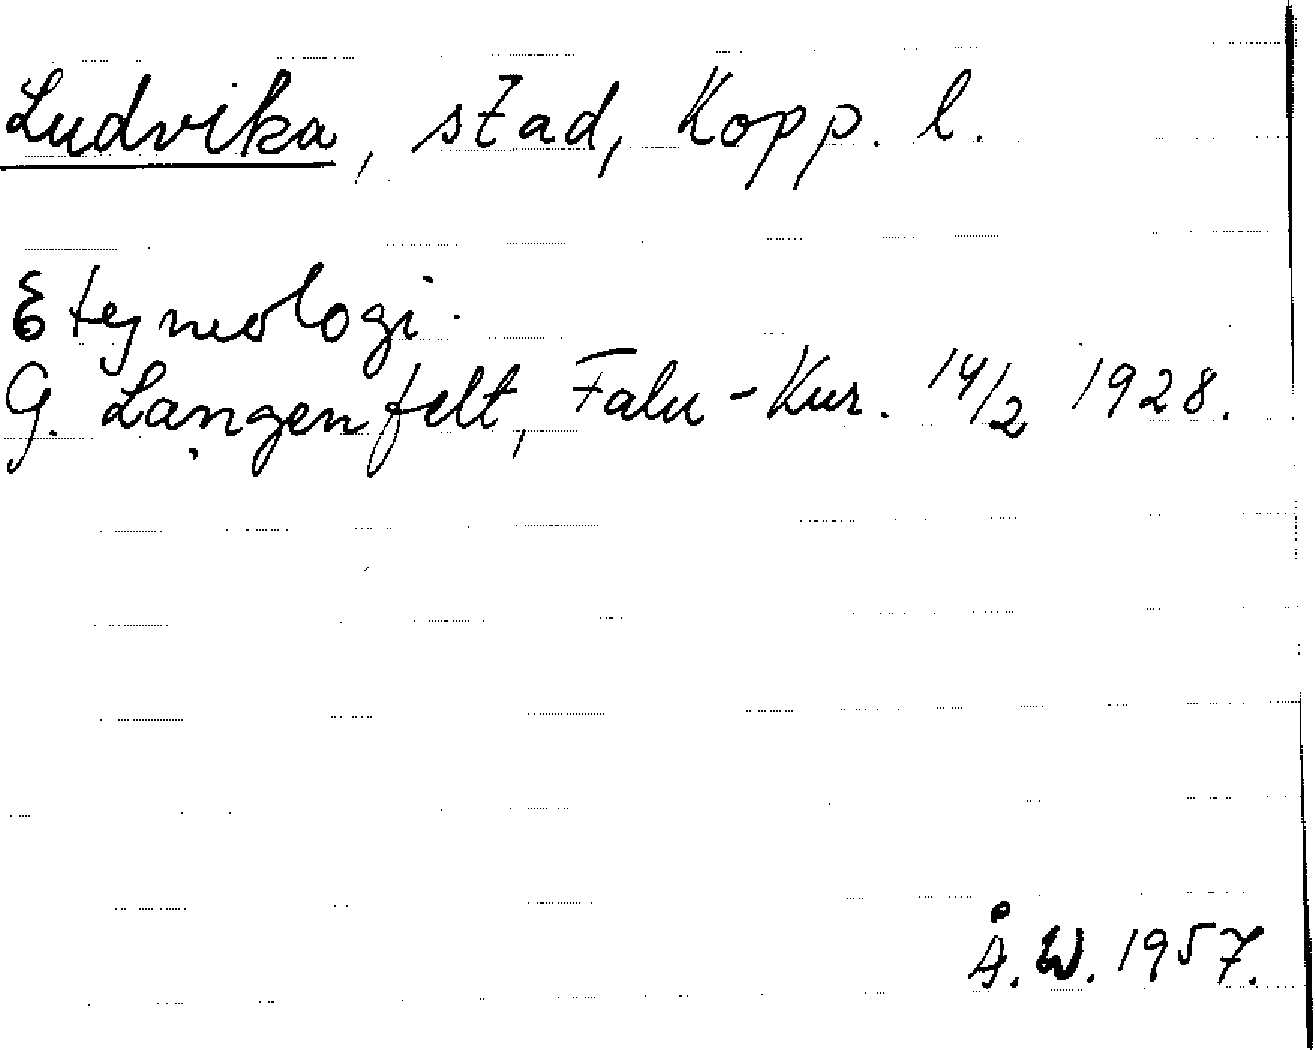 Ludvika, stad, Kopp. l.
Etymologi.
G. Langenfelt, Falu-Kur. 14/2 1928.
Å. W. 1957.